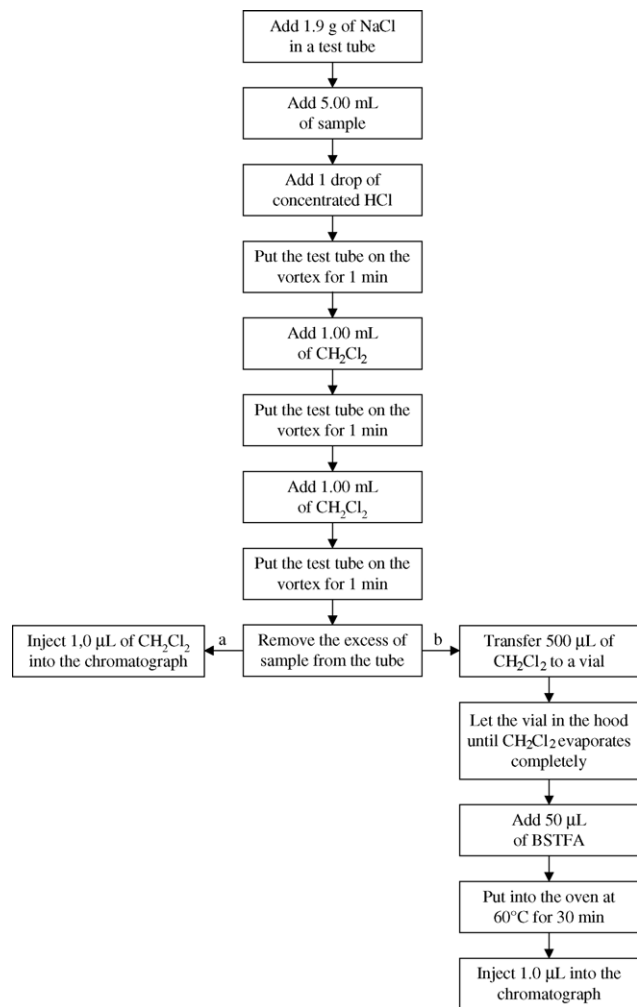 Add 1.9 g of NaCl
in a test tube
Add 5.00 mL
of sample
Add 1 drop of
concentrated HCl
Put the test tube on the
vortex for 1 min
Add 1.00 mL
of CH₂Cl₂
Put the test tube on the
vortex for 1 min
Add 1.00 mL
of CH₂Cl₂
Put the test tube on the
vortex for 1 min
Inject 1,0 μL of CH₂Cl₂
into the chromatograph
a
Remove the excess of
sample from the tube
b
Transfer 500 μL of
CH₂Cl₂ to a vial
Let the vial in the hood
until CH₂Cl₂ evaporates
completely
Add 50 μL
of BSTFA
Put into the oven at
60°C for 30 min
Inject 1.0 μL into the
chromatograph